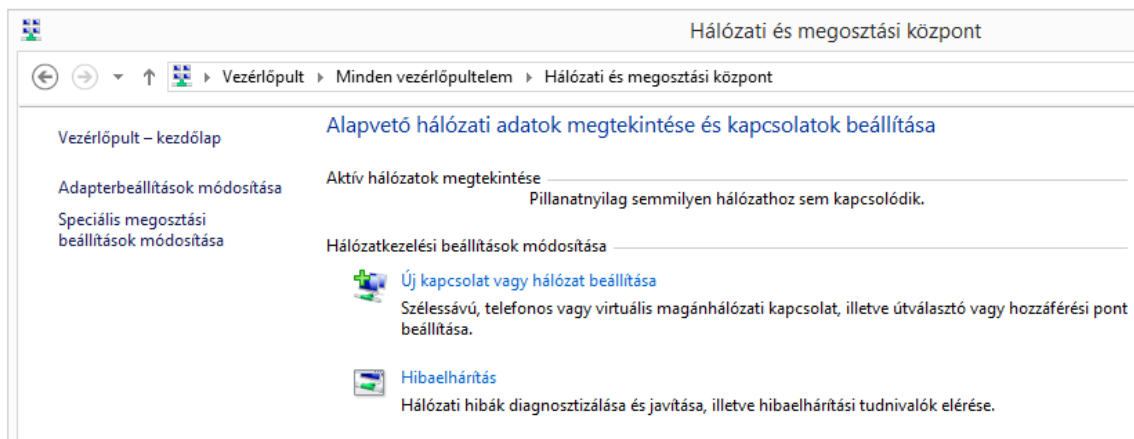 Hálózati és megosztási központ
Vezérlőpult Minden vezérlőpultelem Hálózati és megosztási központ
Vezérlőpult – kezdőlap
Adapterbeállítások módosítása
Speciális megosztási
beállítások módosítása
Alapvető hálózati adatok megtekintése és kapcsolatok beállítása
Aktív hálózatok megtekintése
Pillanatnyilag semmilyen hálózathoz sem kapcsolódik.
Hálózatkezelési beállítások módosítása
Új kapcsolat vagy hálózat beállítása
Szélessávú, telefonos vagy virtuális magánhálózati kapcsolat, illetve útválasztó vagy hozzáférési pont
beállítása.
Hibaelhárítás
Hálózati hibák diagnosztizálása és javítása, illetve hibaelhárítási tudnivalók elérése.